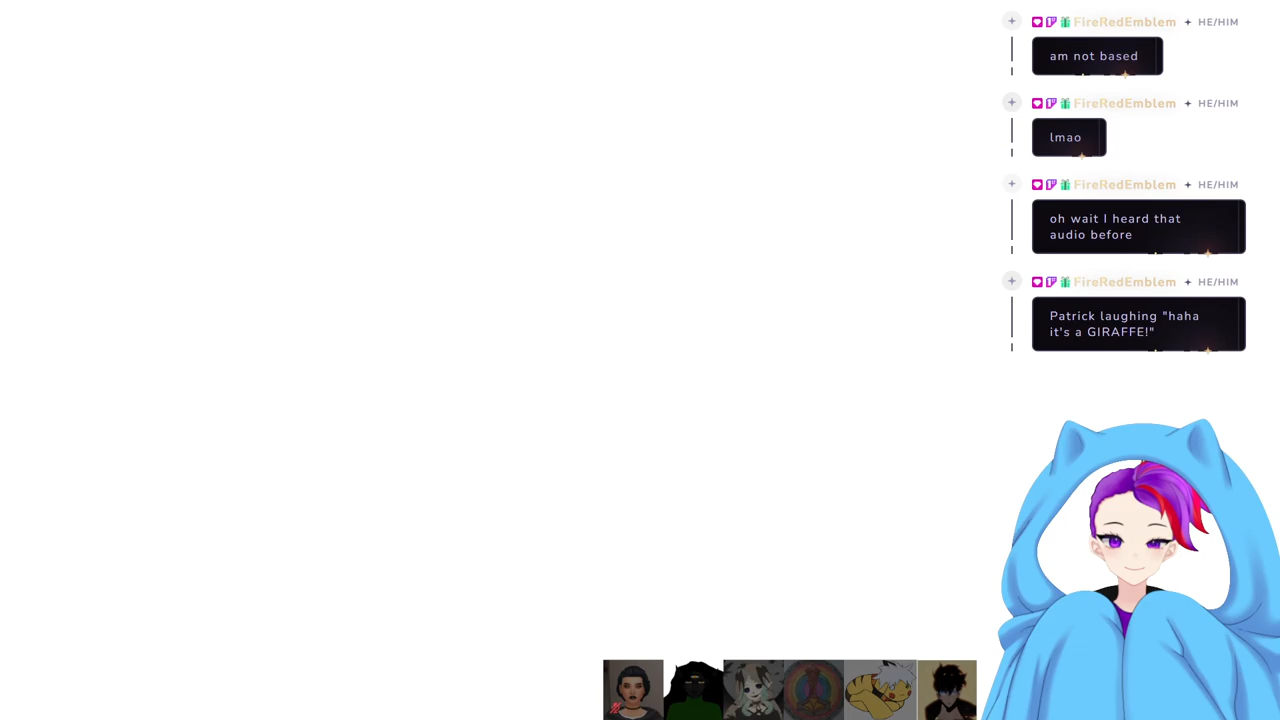 FireRedEmblem HE/HIM
am not based
FireRedEmblem HE/HIM
lmao
FireRedEmblem HE/HIM
oh wait I heard that
audio before
FireRedEmblem HE/HIM
Patrick laughing "haha
it's a GIRAFFE!"